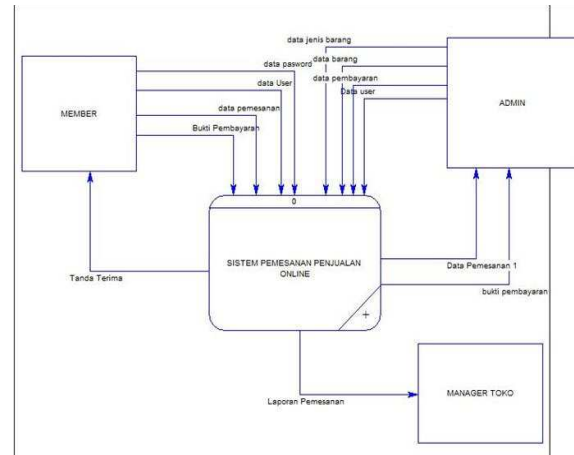 data jenis barang
data pasword
data barang
data User
data pembayaran
Data user
MEMBER
ADMIN
data pemesanan
Bukti Pembayaran
0
SISTEM PEMESANAN PENJUALAN
ONLINE
Tanda Terima
Data Pemesanan 1
bukti pembayaran
+
Laporan Pemesanan
MANAGER TOKO